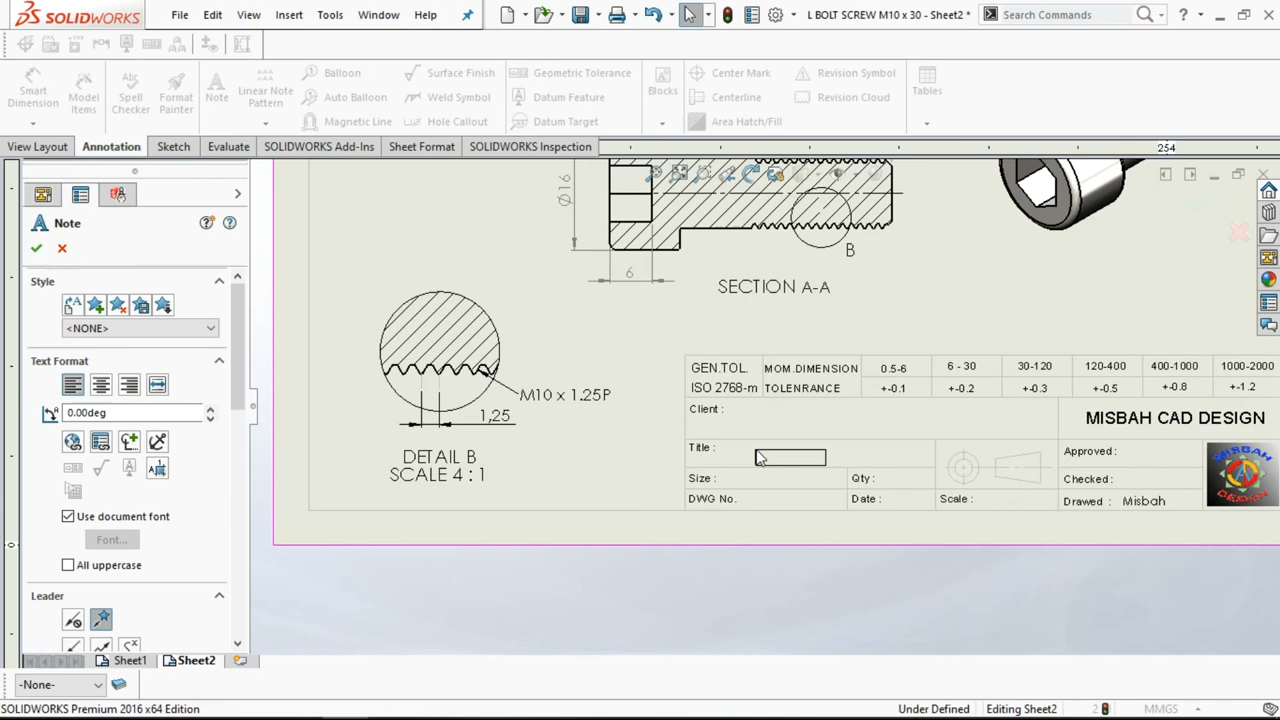 SOLIDWORKS File Edit View Insert Tools Window Help L BOLT SCREW M10 x 30 - Sheet2 * Search Commands ?
Smart Dimension
Model Items
Spell Checker
Format Painter
Note
Linear Note Pattern
Balloon
Auto Balloon
Magnetic Line
Surface Finish
Weld Symbol
Hole Callout
Geometric Tolerance
Datum Feature
Datum Target
Blocks
Center Mark
Centerline
Area Hatch/Fill
Revision Symbol
Revision Cloud
Tables
View Layout Annotation Sketch Evaluate SOLIDWORKS Add-Ins Sheet Format SOLIDWORKS Inspection
254
Note
Style
<NONE>
Text Format
0.00deg
Use document font
Font...
All uppercase
Leader
Ø16
6
B
SECTION A-A
M10 x 1.25P
1,25
DETAIL B
SCALE 4 : 1
GEN.TOL. MOM.DIMENSION 0.5-6 6 - 30 30-120 120-400 400-1000 1000-2000
ISO 2768-m TOLENRANCE +-0.1 +-0.2 +-0.3 +-0.5 +-0.8 +-1.2
Client :
MISBAH CAD DESIGN
Title :
Approved :
Size : Qty : Checked :
DWG No. Date : Scale : Drawed : Misbah
MISBAH CAD
DESIGN
Sheet1 Sheet2
-None-
SOLIDWORKS Premium 2016 x64 Edition Under Defined Editing Sheet2 2 MMGS